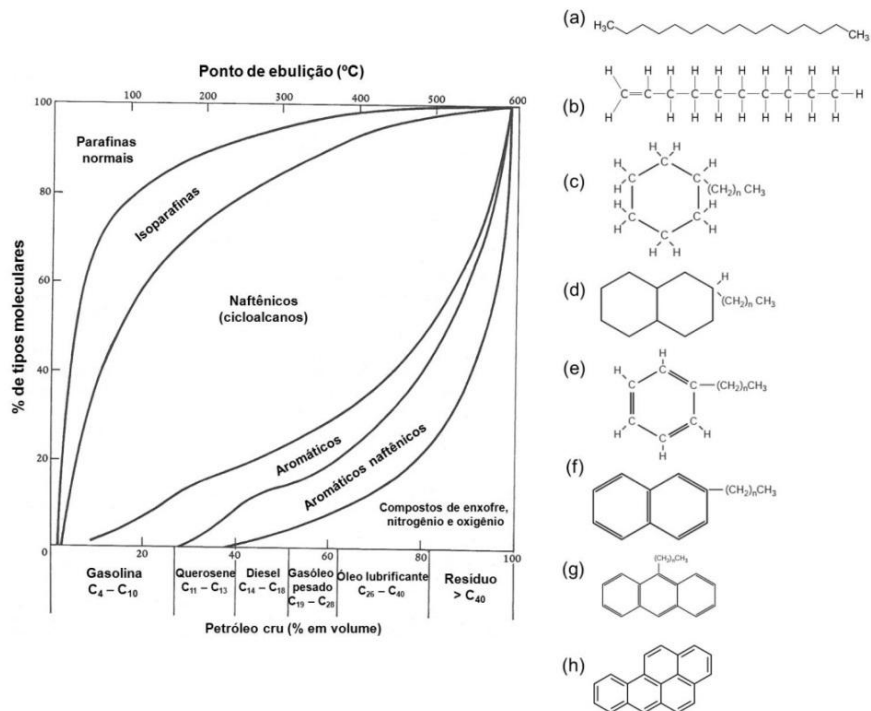 Ponto de ebulição (ºC)
100 200 300 400 500 600
100
80
60
40
20
0
% de tipos moleculares
Parafinas
normais
Isoparafinas
Naftênicos
(cicloalcanos)
Aromáticos
Aromáticos naftênicos
Compostos de enxofre,
nitrogênio e oxigênio
20 40 60 80 100
Gasolina
C₄ – C₁₀
Querosene
C₁₁ – C₁₃
Diesel
C₁₄ – C₁₈
Gasóleo
pesado
C₁₉ – C₂₈
Óleo lubrificante
C₂₆ – C₄₀
Resíduo
> C₄₀
Petróleo cru (% em volume)
(a)
H₃C CH₃
(b)
H H H H H H H H H
C=C–C–C–C–C–C–C–C–C–H
H H H H H H H H H
(c)
H H
H C H
H C C
(CH₂)ₙ CH₃
H C C H
H C H
H H
(d)
H
(CH₂)ₙ CH₃
(e)
H
H C
C C (CH₂)ₙCH₃
C C
H C H
H
(f)
(CH₂)ₙCH₃
(g)
(CH₂)ₙCH₃
(h)